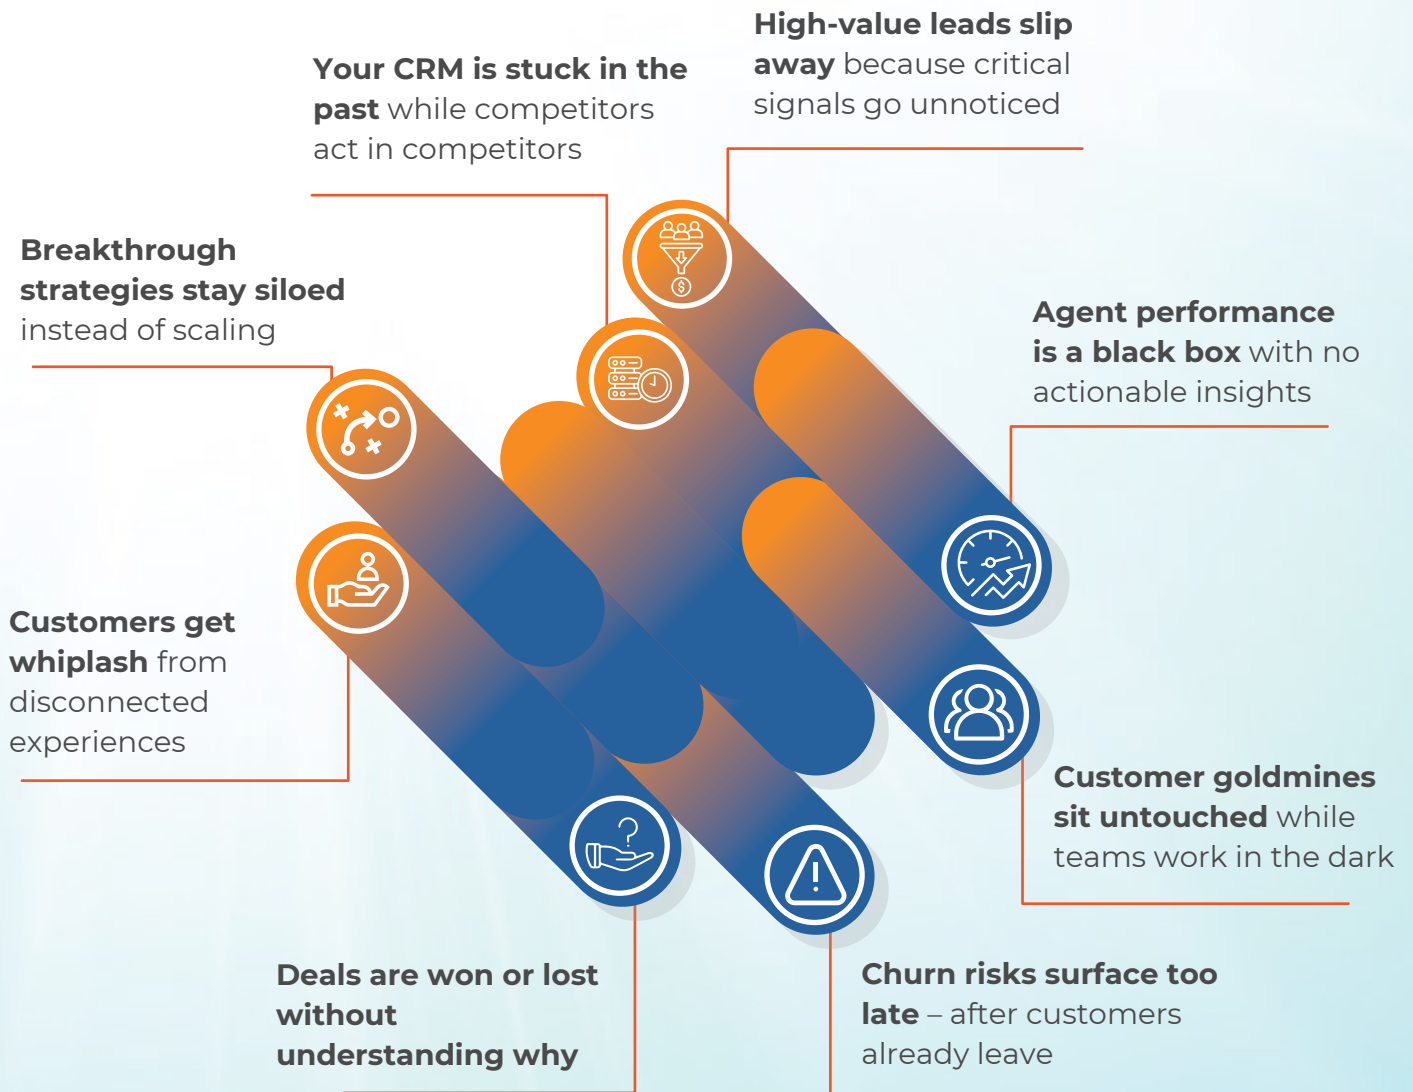 High-value leads slip
away because critical
signals go unnoticed
Your CRM is stuck in the
past while competitors
act in competitors
Breakthrough
strategies stay siloed
instead of scaling
Agent performance
is a black box with no
actionable insights
Customers get
whiplash from
disconnected
experiences
Customer goldmines
sit untouched while
teams work in the dark
Deals are won or lost
without
understanding why
Churn risks surface too
late – after customers
already leave